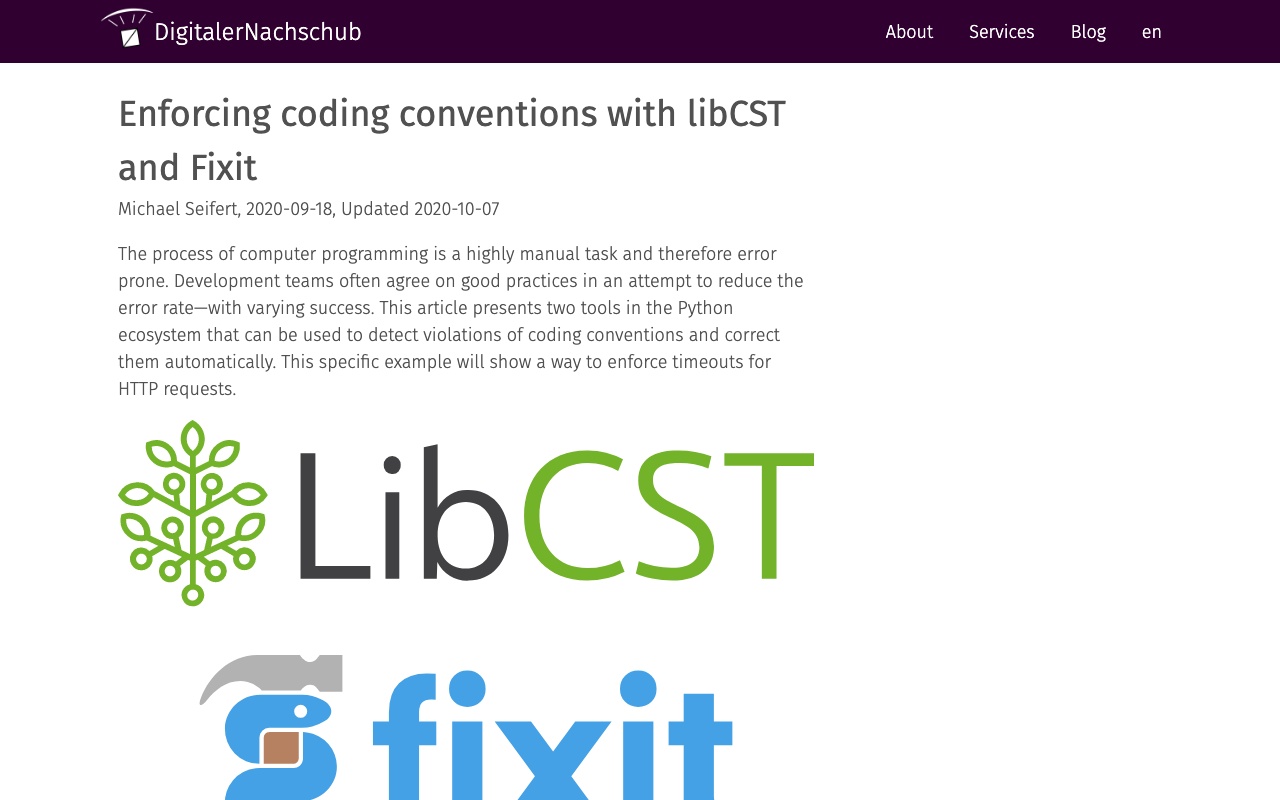 DigitalerNachschub
About
Services
Blog
en
Enforcing coding conventions with libCST
and Fixit
Michael Seifert, 2020-09-18, Updated 2020-10-07
The process of computer programming is a highly manual task and therefore error
prone. Development teams often agree on good practices in an attempt to reduce the
error rate—with varying success. This article presents two tools in the Python
ecosystem that can be used to detect violations of coding conventions and correct
them automatically. This specific example will show a way to enforce timeouts for
HTTP requests.
LibCST
fixit